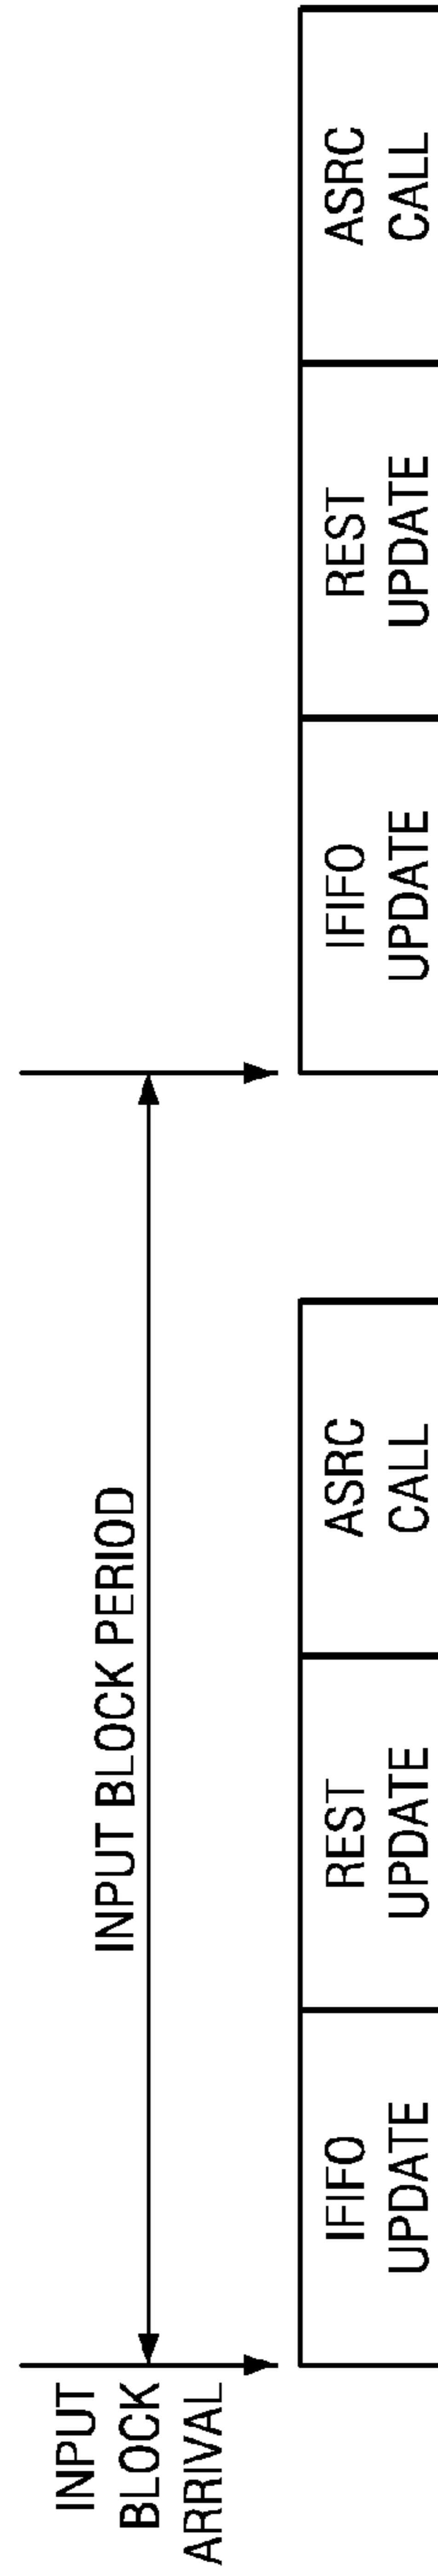 INPUT
BLOCK
ARRIVAL
INPUT BLOCK PERIOD
IFIFO
UPDATE
REST
UPDATE
ASRC
CALL
IFIFO
UPDATE
REST
UPDATE
ASRC
CALL